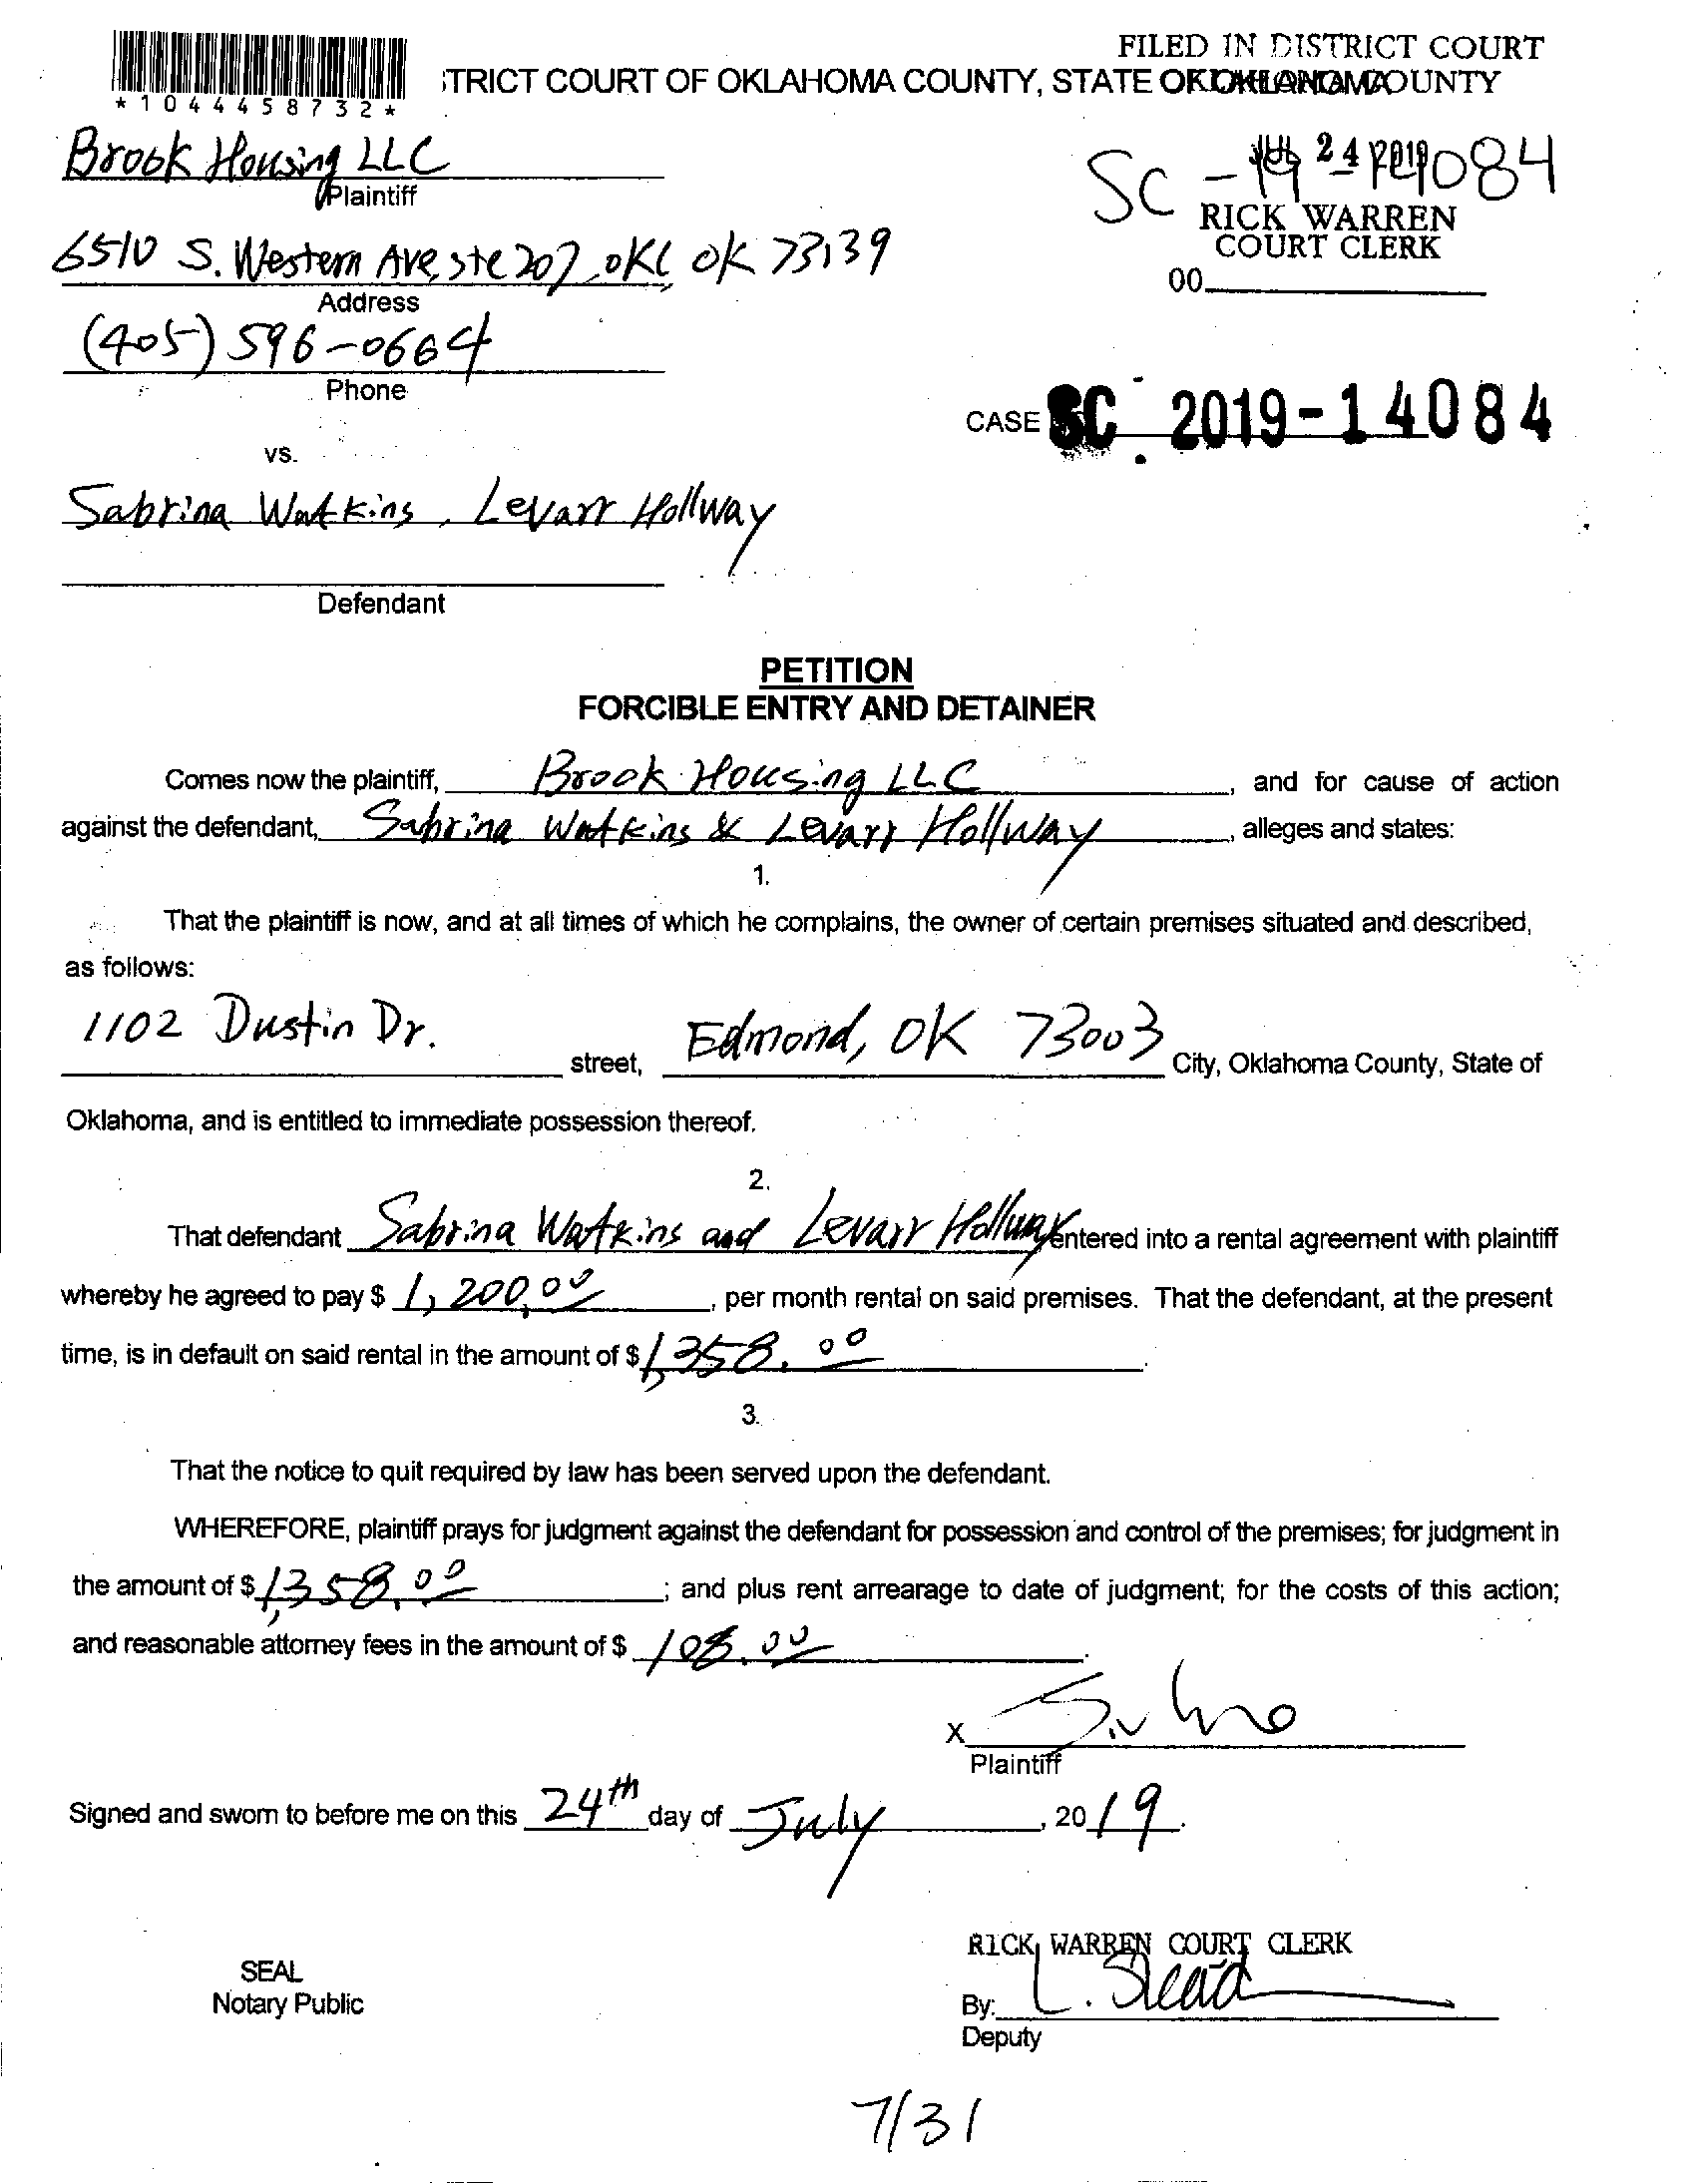 FILED IN DISTRICT COURT
TRICT COURT OF OKLAHOMA COUNTY, STATE OKLAHOMA COUNTY
*1044458732*
Brook Housing LLC
Plaintiff
SC - 19 - 14084
JUL 24 2019
RICK WARREN
COURT CLERK
6510 S. Western Ave, ste 207, OKC, OK 73139
Address
00
(405) 596-0664
Phone
CASE SC 2019-14084
vs.
Sabrina Watkins, Levarr Hollway
Defendant
PETITION
FORCIBLE ENTRY AND DETAINER
Comes now the plaintiff, Brook Housing LLC, and for cause of action
against the defendant, Sabrina Watkins & Levarr Hollway, alleges and states:
1.
That the plaintiff is now, and at all times of which he complains, the owner of certain premises situated and described,
as follows:
1102 Dustin Dr. street, Edmond, OK 73003 City, Oklahoma County, State of
Oklahoma, and is entitled to immediate possession thereof.
2.
That defendant Sabrina Watkins and Levarr Hollway entered into a rental agreement with plaintiff
whereby he agreed to pay $ 1,200.00, per month rental on said premises. That the defendant, at the present
time, is in default on said rental in the amount of $ 1,358.00.
3.
That the notice to quit required by law has been served upon the defendant.
WHEREFORE, plaintiff prays for judgment against the defendant for possession and control of the premises; for judgment in
the amount of $ 1,358.00; and plus rent arrearage to date of judgment; for the costs of this action;
and reasonable attorney fees in the amount of $ 108.00.
X
Plaintiff
Signed and sworn to before me on this 24th day of July, 2019.
RICK WARREN COURT CLERK
SEAL
Notary Public
By:
Deputy
7/31